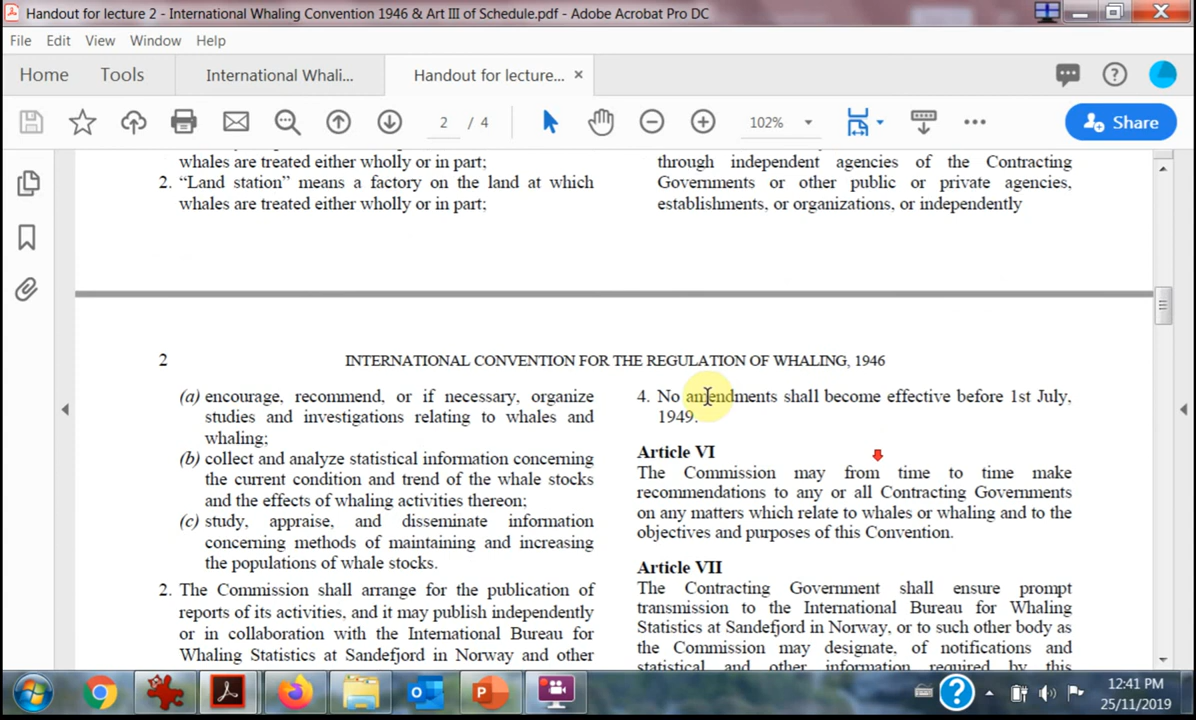 Handout for lecture 2 - International Whaling Convention 1946 & Art III of Schedule.pdf - Adobe Acrobat Pro DC
File Edit View Window Help
Home Tools International Whali... Handout for lecture... ×
2 / 4 102% Share
whales are treated either wholly or in part;
2. “Land station” means a factory on the land at which
whales are treated either wholly or in part;
through independent agencies of the Contracting
Governments or other public or private agencies,
establishments, or organizations, or independently
2 INTERNATIONAL CONVENTION FOR THE REGULATION OF WHALING, 1946
(a) encourage, recommend, or if necessary, organize
studies and investigations relating to whales and
whaling;
(b) collect and analyze statistical information concerning
the current condition and trend of the whale stocks
and the effects of whaling activities thereon;
(c) study, appraise, and disseminate information
concerning methods of maintaining and increasing
the populations of whale stocks.
2. The Commission shall arrange for the publication of
reports of its activities, and it may publish independently
or in collaboration with the International Bureau for
Whaling Statistics at Sandefjord in Norway and other
4. No amendments shall become effective before 1st July,
1949.
Article VI
The Commission may from time to time make
recommendations to any or all Contracting Governments
on any matters which relate to whales or whaling and to the
objectives and purposes of this Convention.
Article VII
The Contracting Government shall ensure prompt
transmission to the International Bureau for Whaling
Statistics at Sandefjord in Norway, or to such other body as
the Commission may designate, of notifications and
statistical and other information required by this
12:41 PM
25/11/2019